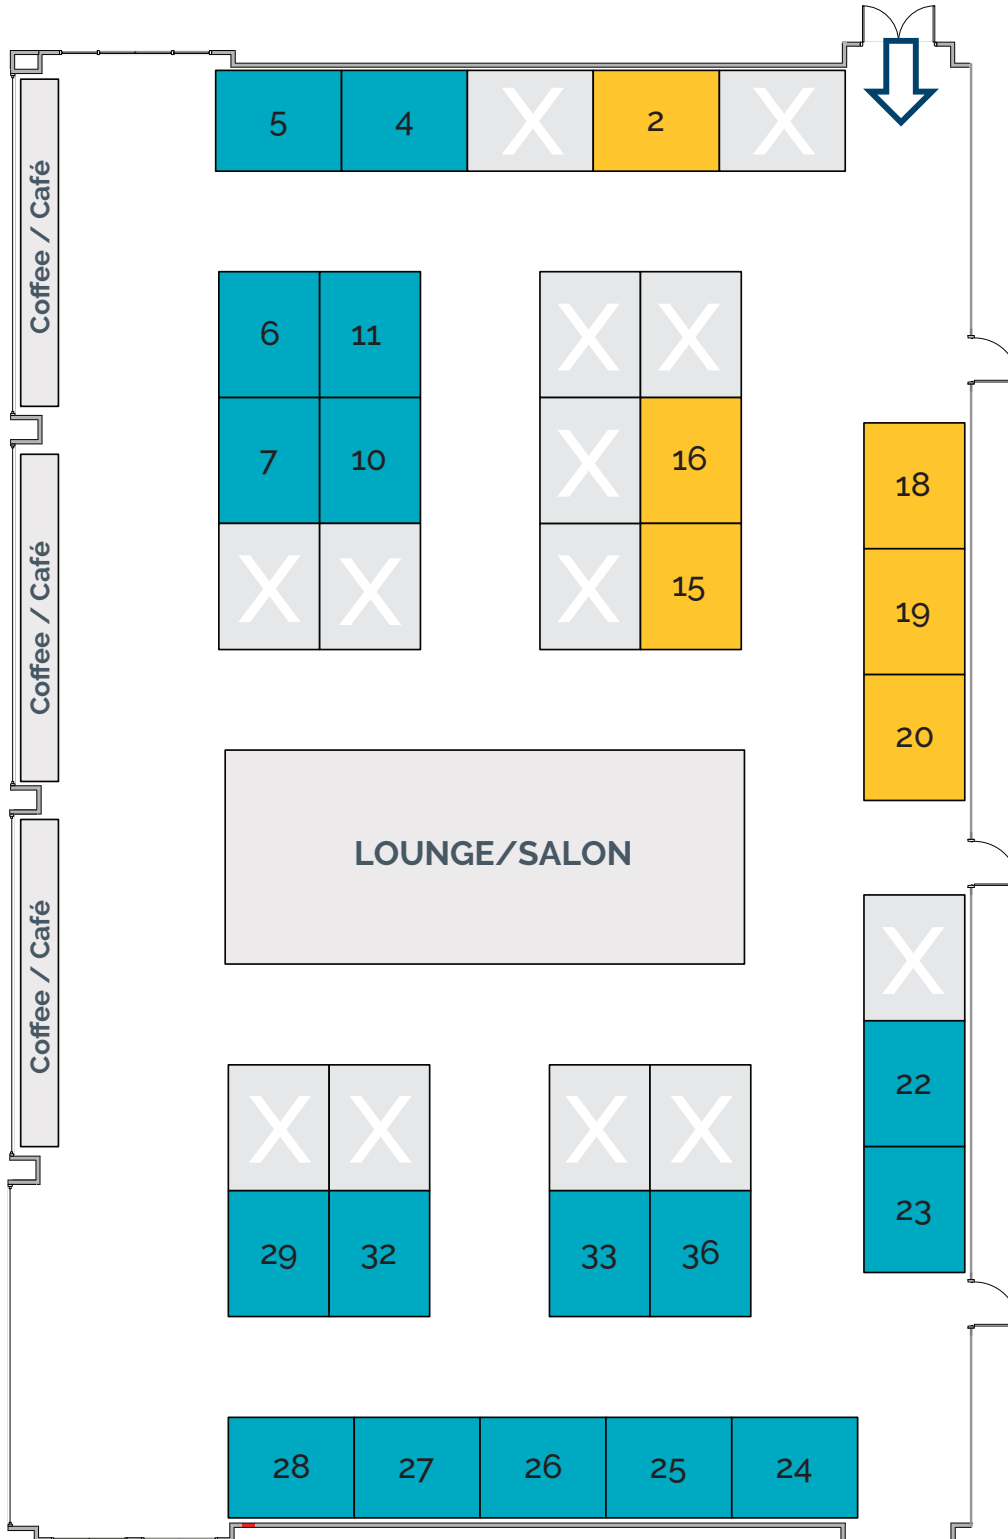 5 4 X 2 X
Coffee / Café
6 11 X X
7 10 X 16
X X X 15
18
19
20
Coffee / Café
LOUNGE/SALON
Coffee / Café
X
22
23
X X X X
29 32 33 36
28 27 26 25 24